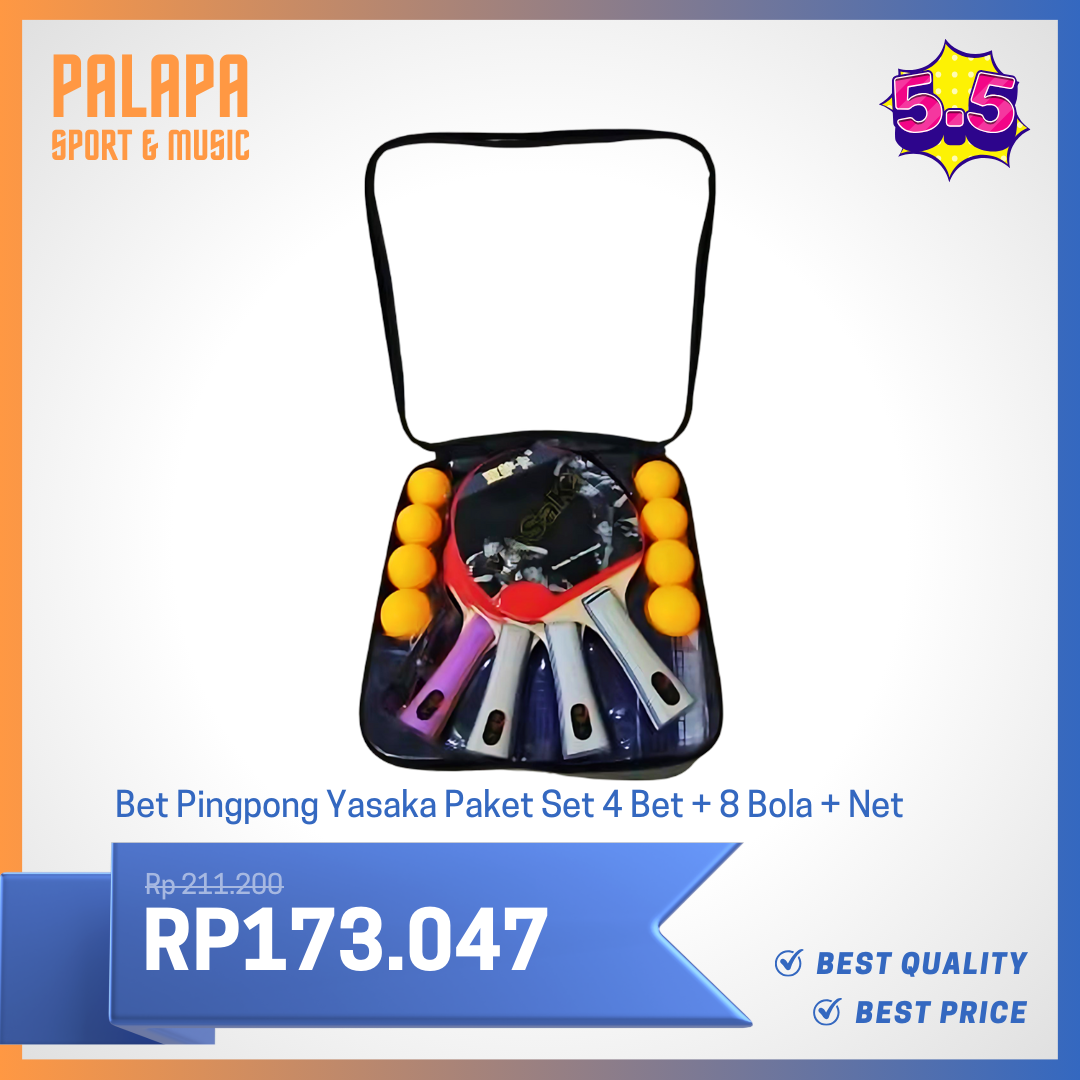 PALAPA
SPORT & MUSIC
5.5
Bet Pingpong Yasaka Paket Set 4 Bet + 8 Bola + Net
Rp 211.200
RP173.047
BEST QUALITY
BEST PRICE